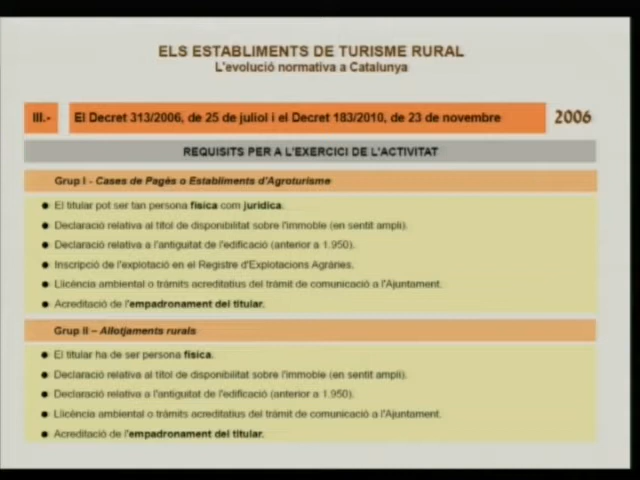 ELS ESTABLIMENTS DE TURISME RURAL
L'evolució normativa a Catalunya
III.- El Decret 313/2006, de 25 de juliol i el Decret 183/2010, de 23 de novembre 2006
REQUISITS PER A L'EXERCICI DE L'ACTIVITAT
Grup I - Cases de Pagès o Establiments d'Agroturisme
● El titular pot ser tan persona física com jurídica.
● Declaració relativa al títol de disponibilitat sobre l'immoble (en sentit ampli).
● Declaració relativa a l'antiguitat de l'edificació (anterior a 1.950).
● Inscripció de l'explotació en el Registre d'Explotacions Agràries.
● Llicència ambiental o tràmits acreditatius del tràmit de comunicació a l'Ajuntament.
● Acreditació de l'empadronament del titular.
Grup II – Allotjaments rurals
● El titular ha de ser persona física.
● Declaració relativa al títol de disponibilitat sobre l'immoble (en sentit ampli).
● Declaració relativa a l'antiguitat de l'edificació (anterior a 1.950).
● Llicència ambiental o tràmits acreditatius del tràmit de comunicació a l'Ajuntament.
● Acreditació de l'empadronament del titular.